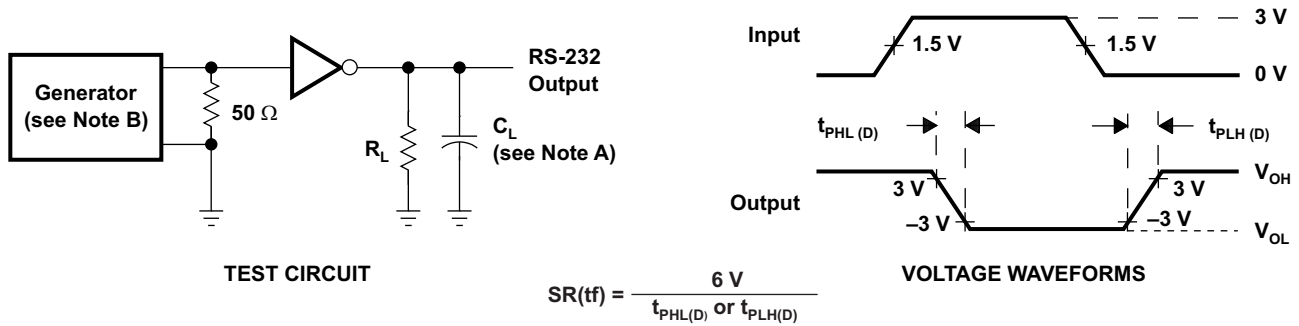 Generator
(see Note B)
50 Ω
RS-232
Output
R_L
C_L
(see Note A)
TEST CIRCUIT
Input
3 V
1.5 V
1.5 V
0 V
t_PHL (D)
t_PLH (D)
Output
3 V
–3 V
3 V
–3 V
V_OH
V_OL
VOLTAGE WAVEFORMS
SR(tf) = 6 V / t_PHL(D) or t_PLH(D)